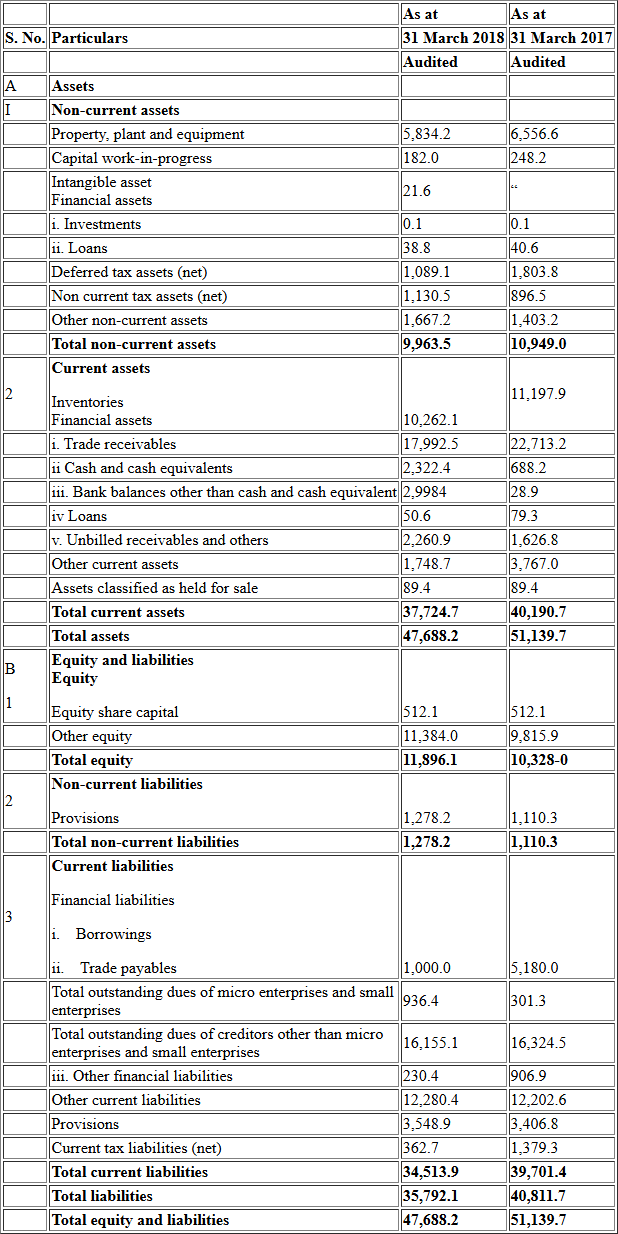 As at As at
S. No. Particulars 31 March 2018 31 March 2017
Audited Audited
A Assets
I Non-current assets
Property, plant and equipment 5,834.2 6,556.6
Capital work-in-progress 182.0 248.2
Intangible asset
Financial assets 21.6 “
i. Investments 0.1 0.1
ii. Loans 38.8 40.6
Deferred tax assets (net) 1,089.1 1,803.8
Non current tax assets (net) 1,130.5 896.5
Other non-current assets 1,667.2 1,403.2
Total non-current assets 9,963.5 10,949.0
2 Current assets
Inventories 11,197.9
Financial assets 10,262.1
i. Trade receivables 17,992.5 22,713.2
ii Cash and cash equivalents 2,322.4 688.2
iii. Bank balances other than cash and cash equivalent 2,9984 28.9
iv Loans 50.6 79.3
v. Unbilled receivables and others 2,260.9 1,626.8
Other current assets 1,748.7 3,767.0
Assets classified as held for sale 89.4 89.4
Total current assets 37,724.7 40,190.7
Total assets 47,688.2 51,139.7
B Equity and liabilities
Equity
1
Equity share capital 512.1 512.1
Other equity 11,384.0 9,815.9
Total equity 11,896.1 10,328-0
2 Non-current liabilities
Provisions 1,278.2 1,110.3
Total non-current liabilities 1,278.2 1,110.3
3 Current liabilities
Financial liabilities
i. Borrowings
ii. Trade payables 1,000.0 5,180.0
Total outstanding dues of micro enterprises and small
enterprises 936.4 301.3
Total outstanding dues of creditors other than micro
enterprises and small enterprises 16,155.1 16,324.5
iii. Other financial liabilities 230.4 906.9
Other current liabilities 12,280.4 12,202.6
Provisions 3,548.9 3,406.8
Current tax liabilities (net) 362.7 1,379.3
Total current liabilities 34,513.9 39,701.4
Total liabilities 35,792.1 40,811.7
Total equity and liabilities 47,688.2 51,139.7